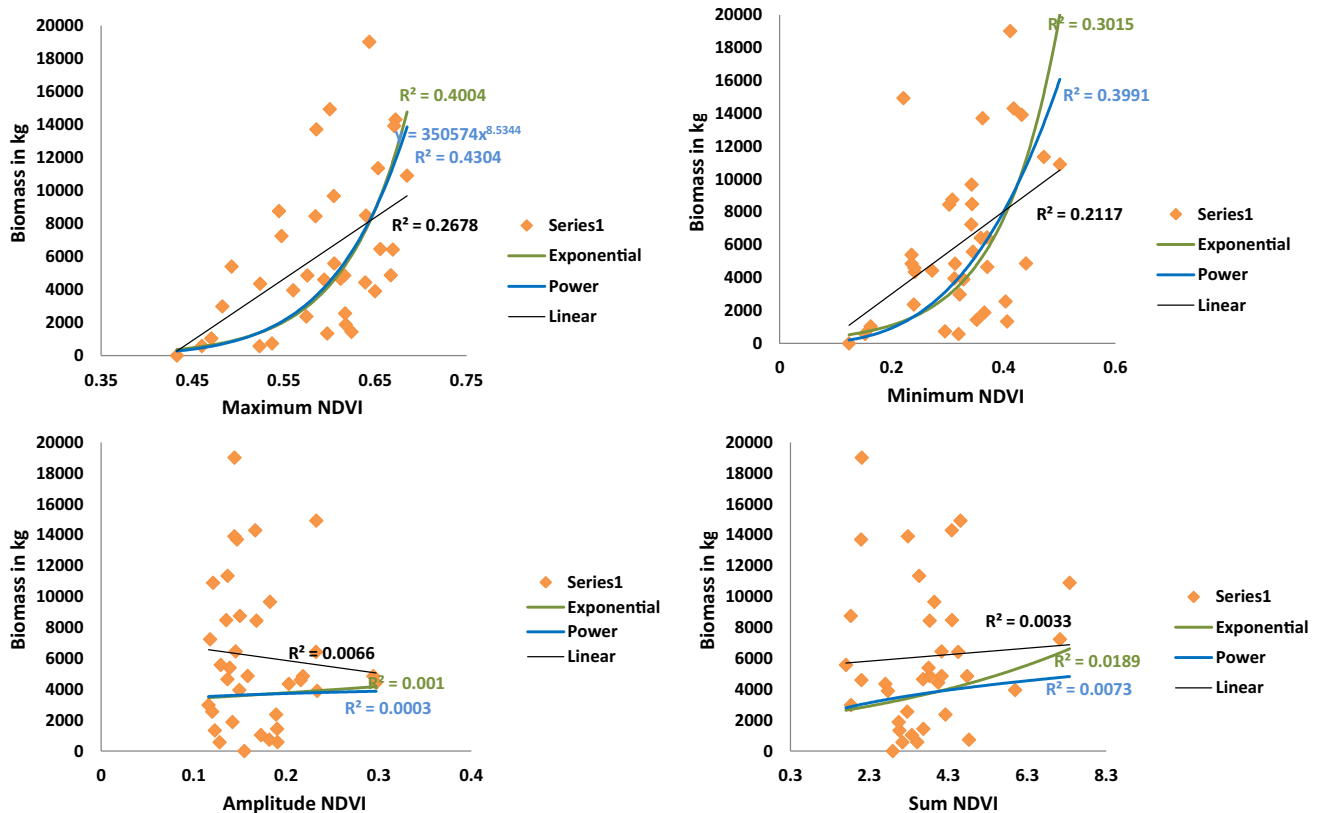 20000
18000
16000
14000
12000
10000
8000
6000
4000
2000
0
Biomass in kg
R² = 0.4004
= 350574x^8.5344
R² = 0.4304
R² = 0.2678
Series1
Exponential
Power
Linear
0.35 0.45 0.55 0.65 0.75
Maximum NDVI
20000
18000
16000
14000
12000
10000
8000
6000
4000
2000
0
Biomass in kg
R² = 0.3015
R² = 0.3991
R² = 0.2117
Series1
Exponential
Power
Linear
0 0.2 0.4 0.6
Minimum NDVI
20000
18000
16000
14000
12000
10000
8000
6000
4000
2000
0
Biomass in kg
R² = 0.0066
R² = 0.001
R² = 0.0003
Series1
Exponential
Power
Linear
0 0.1 0.2 0.3 0.4
Amplitude NDVI
20000
18000
16000
14000
12000
10000
8000
6000
4000
2000
0
Biomass in kg
R² = 0.0033
R² = 0.0189
R² = 0.0073
Series1
Exponential
Power
Linear
0.3 2.3 4.3 6.3 8.3
Sum NDVI